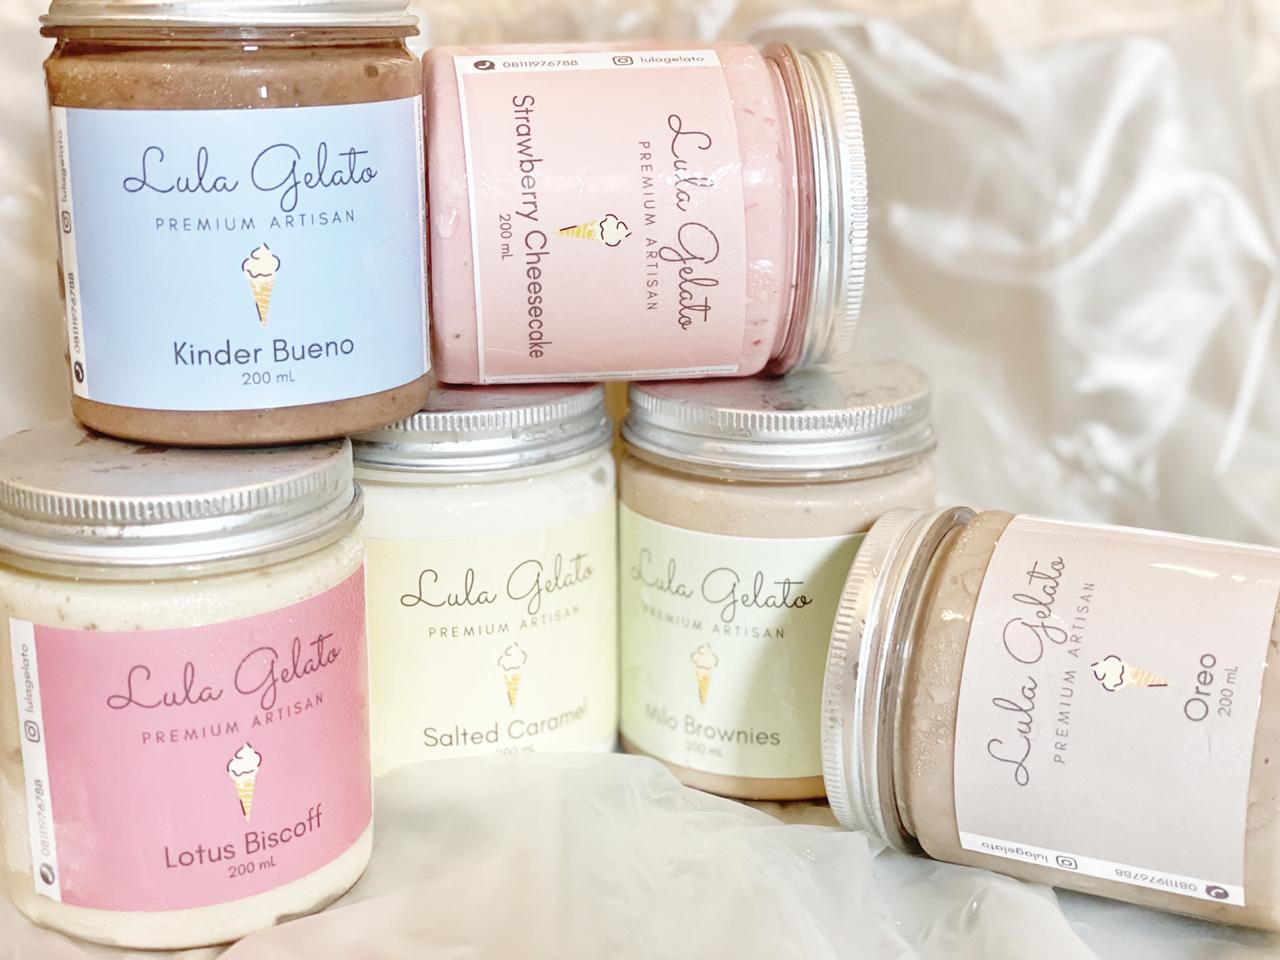 Lula Gelato
PREMIUM ARTISAN
Kinder Bueno
200 mL
lulagelato
08111976788
08111976788 lulagelato
Lula Gelato
PREMIUM ARTISAN
Strawberry Cheesecake
200 mL
Lula Gelato
PREMIUM ARTISAN
Lotus Biscoff
200 mL
lulagelato
08111976788
Lula Gelato
PREMIUM ARTISAN
Salted Caramel
200 mL
Lula Gelato
PREMIUM ARTISAN
Milo Brownies
200 mL
Lula Gelato
PREMIUM ARTISAN
Oreo
200 mL
08111976788 lulagelato